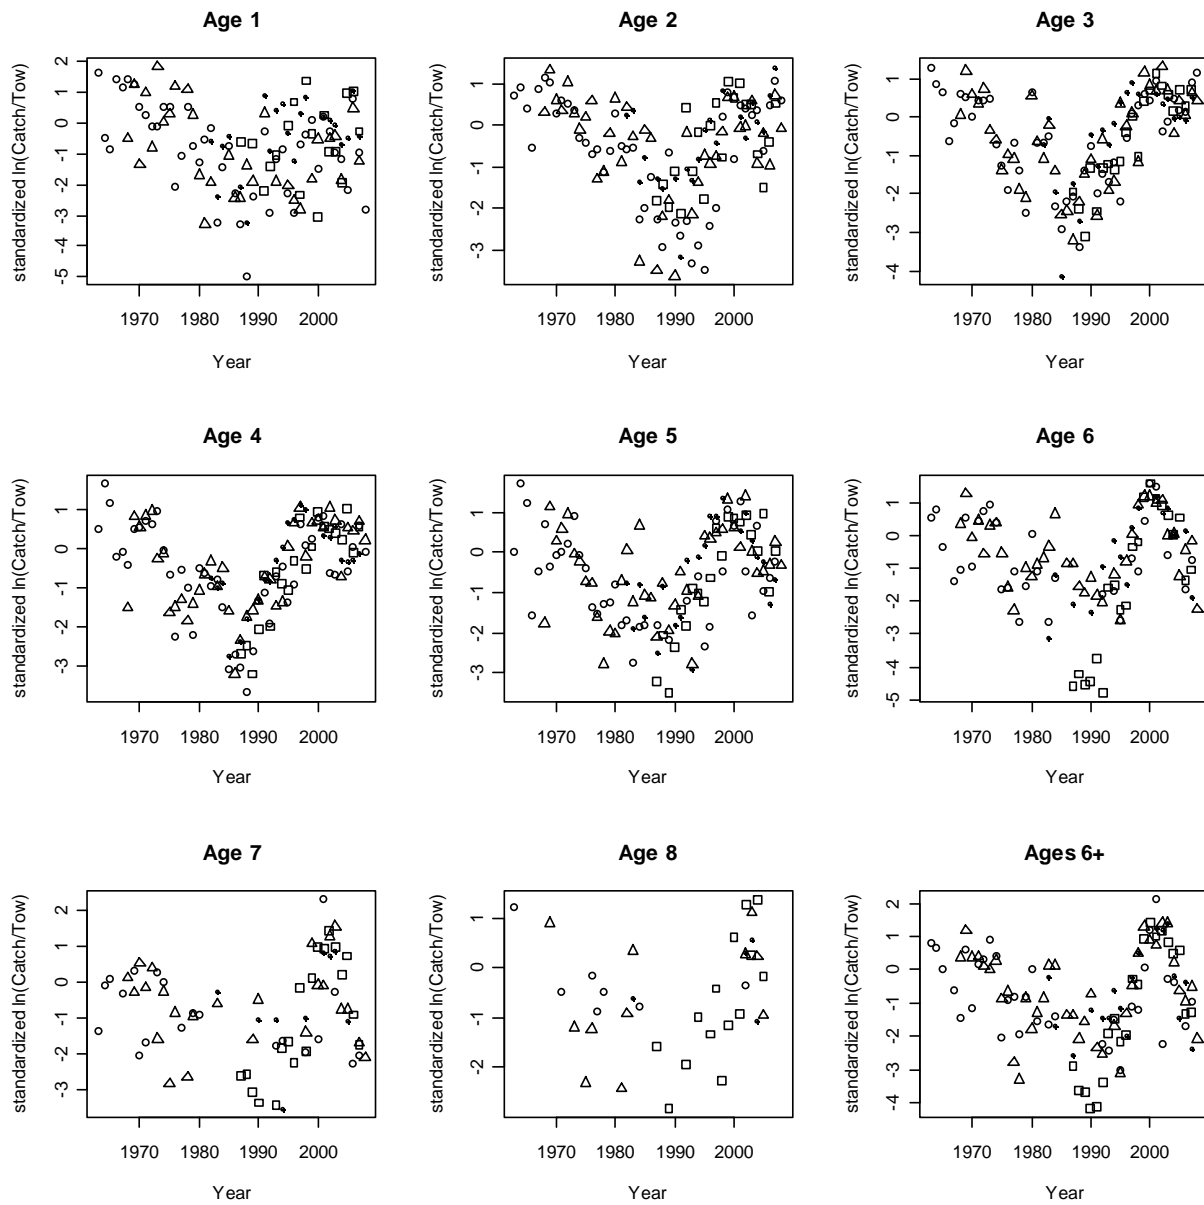 Age 1
standardized ln(Catch/Tow)
2
1
0
-1
-2
-3
-4
-5
1970 1980 1990 2000
Year
Age 2
standardized ln(Catch/Tow)
1
0
-1
-2
-3
1970 1980 1990 2000
Year
Age 3
standardized ln(Catch/Tow)
1
0
-1
-2
-3
-4
1970 1980 1990 2000
Year
Age 4
standardized ln(Catch/Tow)
1
0
-1
-2
-3
1970 1980 1990 2000
Year
Age 5
standardized ln(Catch/Tow)
1
0
-1
-2
-3
1970 1980 1990 2000
Year
Age 6
standardized ln(Catch/Tow)
1
0
-1
-2
-3
-4
-5
1970 1980 1990 2000
Year
Age 7
standardized ln(Catch/Tow)
2
1
0
-1
-2
-3
1970 1980 1990 2000
Year
Age 8
standardized ln(Catch/Tow)
1
0
-1
-2
1970 1980 1990 2000
Year
Ages 6+
standardized ln(Catch/Tow)
2
1
0
-1
-2
-3
-4
1970 1980 1990 2000
Year